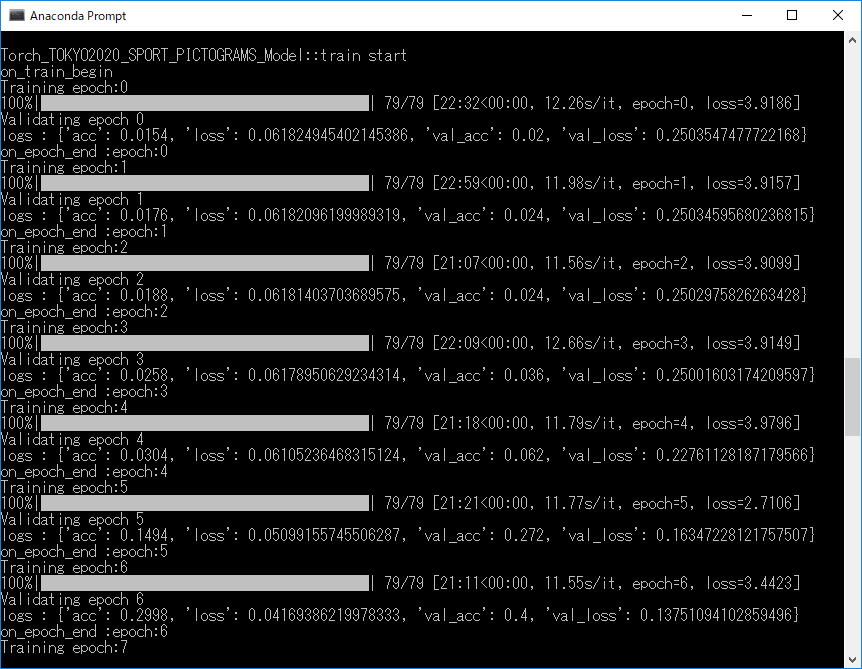 Anaconda Prompt
Torch_TOKYO2020_SPORT_PICTOGRAMS_Model::train start
on_train_begin
Training epoch:0
100%|██████████| 79/79 [22:32<00:00, 12.26s/it, epoch=0, loss=3.9186]
Validating epoch 0
logs : {'acc': 0.0154, 'loss': 0.061824945402145386, 'val_acc': 0.02, 'val_loss': 0.2503547477722168}
on_epoch_end :epoch:0
Training epoch:1
100%|██████████| 79/79 [22:59<00:00, 11.98s/it, epoch=1, loss=3.9157]
Validating epoch 1
logs : {'acc': 0.0176, 'loss': 0.06182096199989319, 'val_acc': 0.024, 'val_loss': 0.25034595680236815}
on_epoch_end :epoch:1
Training epoch:2
100%|██████████| 79/79 [21:07<00:00, 11.56s/it, epoch=2, loss=3.9099]
Validating epoch 2
logs : {'acc': 0.0188, 'loss': 0.06181403703689575, 'val_acc': 0.024, 'val_loss': 0.2502975826263428}
on_epoch_end :epoch:2
Training epoch:3
100%|██████████| 79/79 [22:09<00:00, 12.66s/it, epoch=3, loss=3.9149]
Validating epoch 3
logs : {'acc': 0.0258, 'loss': 0.06178950629234314, 'val_acc': 0.036, 'val_loss': 0.25001603174209597}
on_epoch_end :epoch:3
Training epoch:4
100%|██████████| 79/79 [21:18<00:00, 11.79s/it, epoch=4, loss=3.9796]
Validating epoch 4
logs : {'acc': 0.0304, 'loss': 0.06105236468315124, 'val_acc': 0.062, 'val_loss': 0.22761128187179566}
on_epoch_end :epoch:4
Training epoch:5
100%|██████████| 79/79 [21:21<00:00, 11.77s/it, epoch=5, loss=2.7106]
Validating epoch 5
logs : {'acc': 0.1494, 'loss': 0.05099155745506287, 'val_acc': 0.272, 'val_loss': 0.16347228121757507}
on_epoch_end :epoch:5
Training epoch:6
100%|██████████| 79/79 [21:11<00:00, 11.55s/it, epoch=6, loss=3.4423]
Validating epoch 6
logs : {'acc': 0.2998, 'loss': 0.04169386219978333, 'val_acc': 0.4, 'val_loss': 0.13751094102859496}
on_epoch_end :epoch:6
Training epoch:7